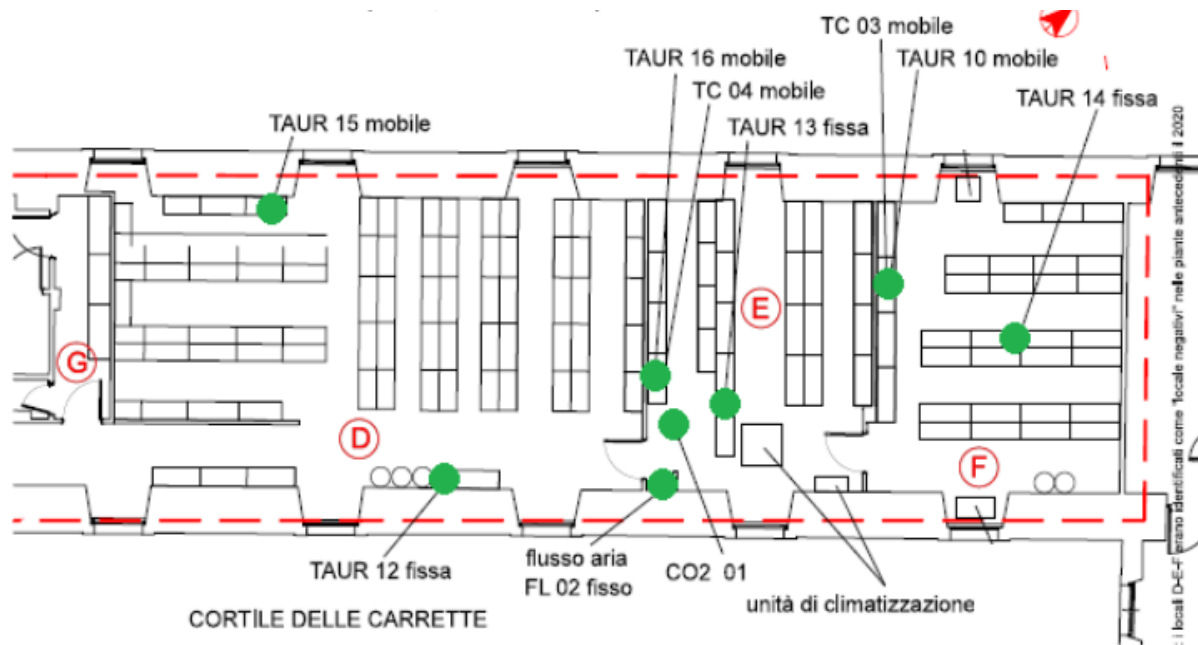 TC 03 mobile
TAUR 16 mobile
TAUR 10 mobile
TC 04 mobile
TAUR 14 fissa
TAUR 15 mobile
TAUR 13 fissa
E
G
D
F
TAUR 12 fissa
flusso aria
FL 02 fisso
CO2 01
unità di climatizzazione
CORTILE DELLE CARRETTE
: i locali D-E-F erano identificati come "locale negativi" nelle piante antecedenti il 2020